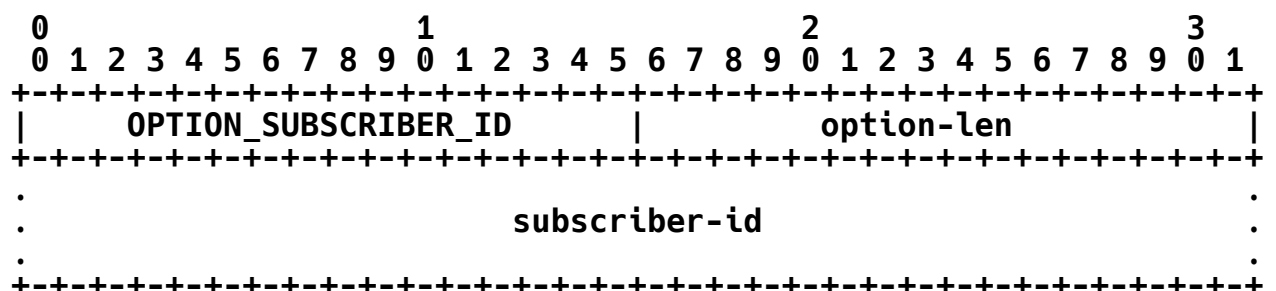 0                   1                   2                   3
 0 1 2 3 4 5 6 7 8 9 0 1 2 3 4 5 6 7 8 9 0 1 2 3 4 5 6 7 8 9 0 1
+-+-+-+-+-+-+-+-+-+-+-+-+-+-+-+-+-+-+-+-+-+-+-+-+-+-+-+-+-+-+-+-+
|     OPTION_SUBSCRIBER_ID      |         option-len            |
+-+-+-+-+-+-+-+-+-+-+-+-+-+-+-+-+-+-+-+-+-+-+-+-+-+-+-+-+-+-+-+-+
.                                                               .
.                         subscriber-id                         .
.                                                               .
+-+-+-+-+-+-+-+-+-+-+-+-+-+-+-+-+-+-+-+-+-+-+-+-+-+-+-+-+-+-+-+-+